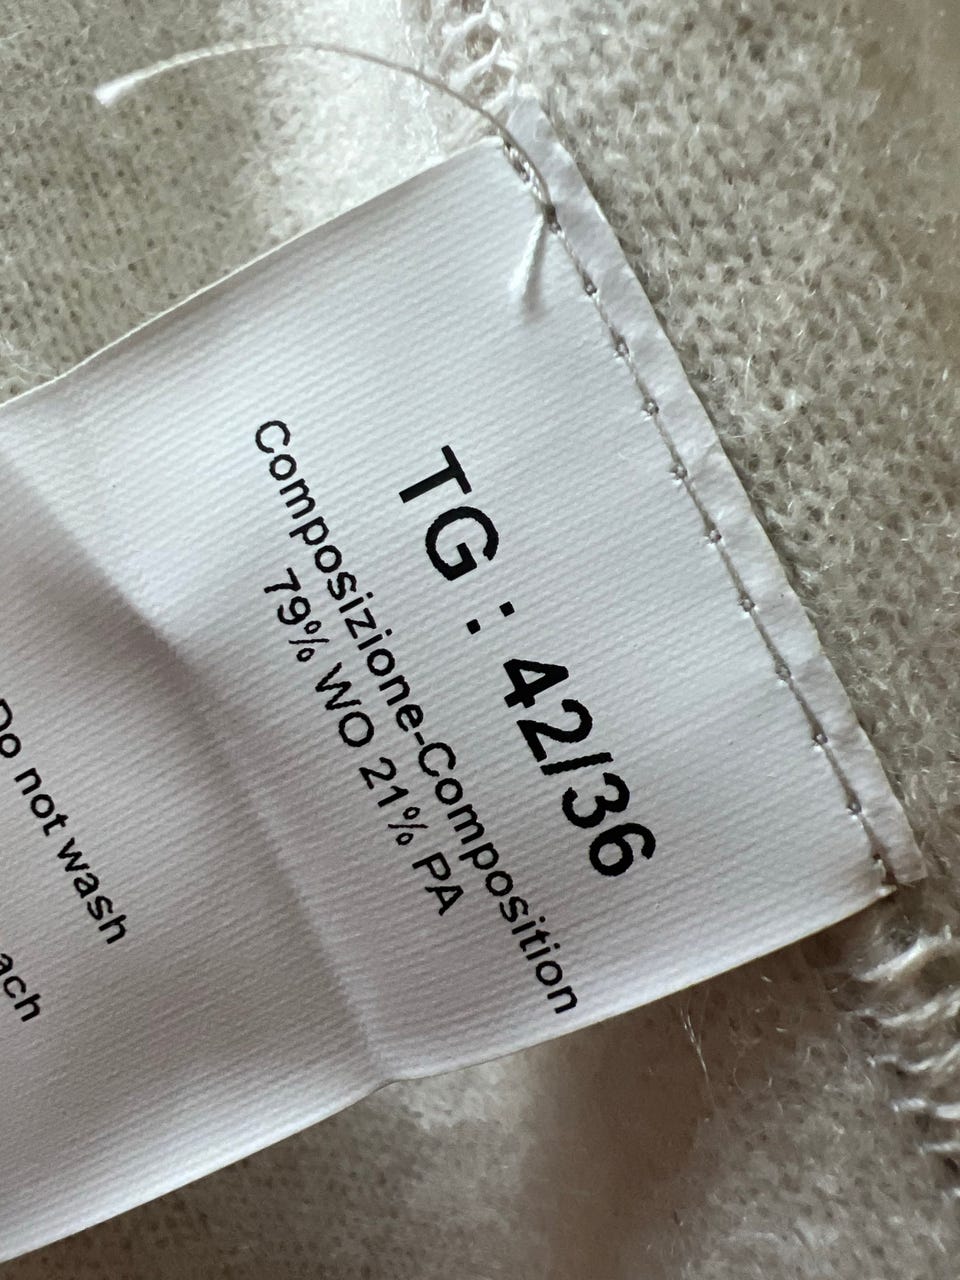 TG : 42/36
Composizione-Composition
79% WO 21% PA
Do not wash